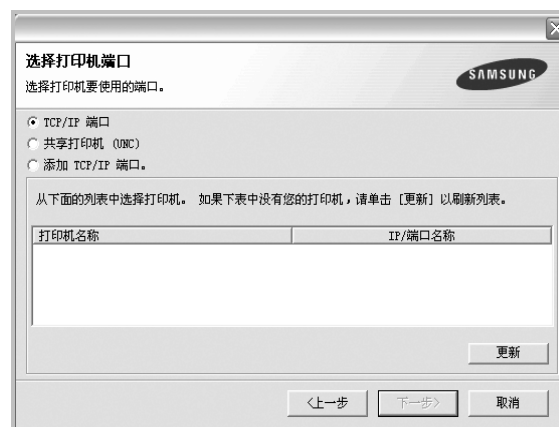 选择打印机端口
选择打印机要使用的端口。
SAMSUNG
TCP/IP 端口
共享打印机 (UNC)
添加 TCP/IP 端口。
从下面的列表中选择打印机。 如果下表中没有您的打印机，请单击 [更新] 以刷新列表。
打印机名称 IP/端口名称
更新
<上一步 下一步> 取消